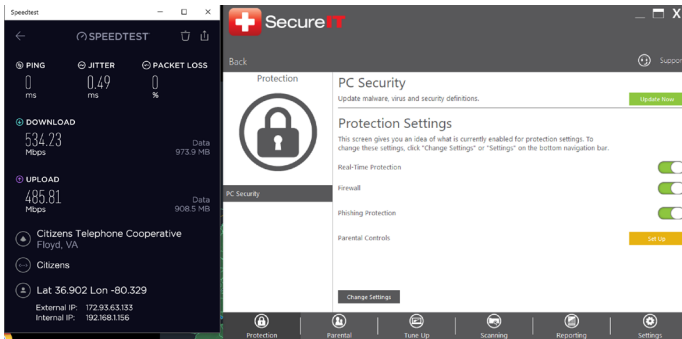 Speedtest
SPEEDTEST
PING
JITTER
PACKET LOSS
0
0.49
0
ms
ms
%
DOWNLOAD
534.23
Mbps
Data
973.9 MB
UPLOAD
485.81
Mbps
Data
908.5 MB
Citizens Telephone Cooperative
Floyd, VA
Citizens
Lat 36.902 Lon -80.329
External IP: 172.93.63.133
Internal IP: 192.168.1.156
SecureIT
Back
Suppor
Protection
PC Security
PC Security
Update malware, virus and security definitions.
Update Now
Protection Settings
This screen gives you an idea of what is currently enabled for protection settings. To
change these settings, click "Change Settings" or "Settings" on the bottom navigation bar.
Real-Time Protection
Firewall
Phishing Protection
Parental Controls
Set Up
Change Settings
Protection
Parental
Tune Up
Scanning
Reporting
Settings